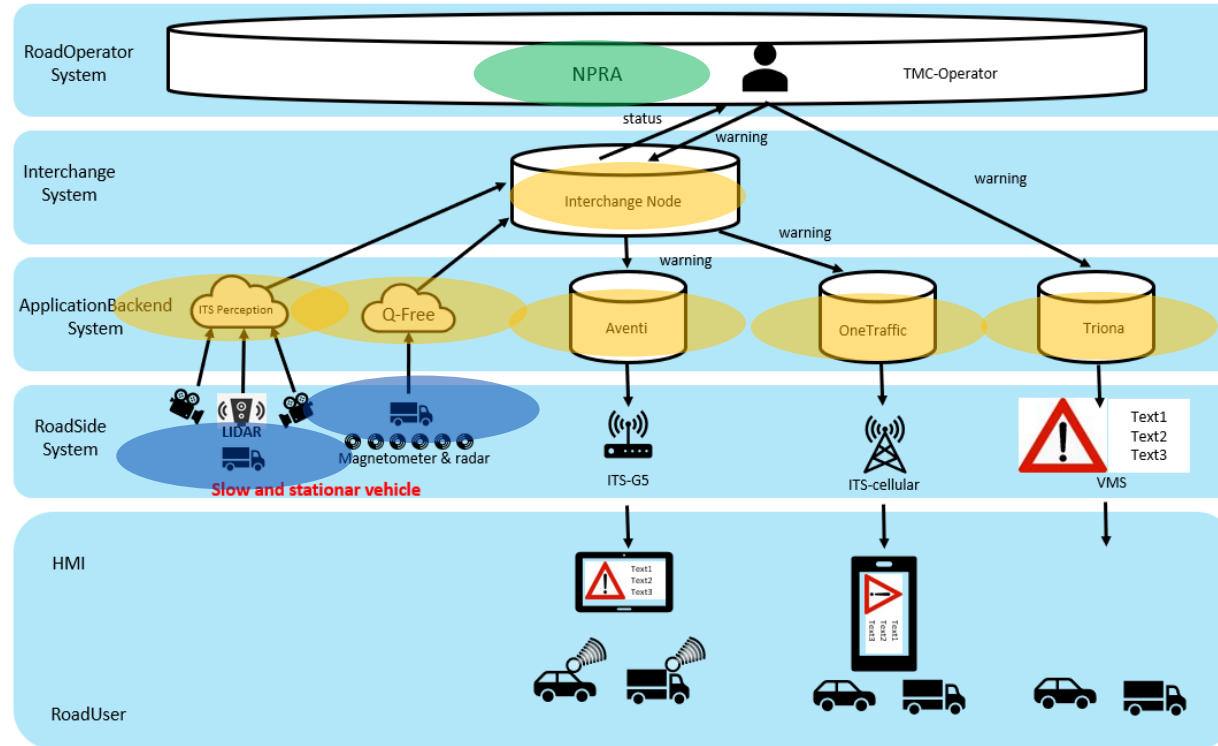 RoadOperator
System
NPRA
TMC-Operator
status
warning
Interchange
System
Interchange Node
warning
warning
warning
ApplicationBackend
System
ITS Perception
Q-Free
Aventi
OneTraffic
Triona
RoadSide
System
LIDAR
Magnetometer & radar
Slow and stationar vehicle
ITS-G5
ITS-cellular
Text1
Text2
Text3
VMS
HMI
Text1
Text2
Text3
Text1
Text2
Text3
RoadUser